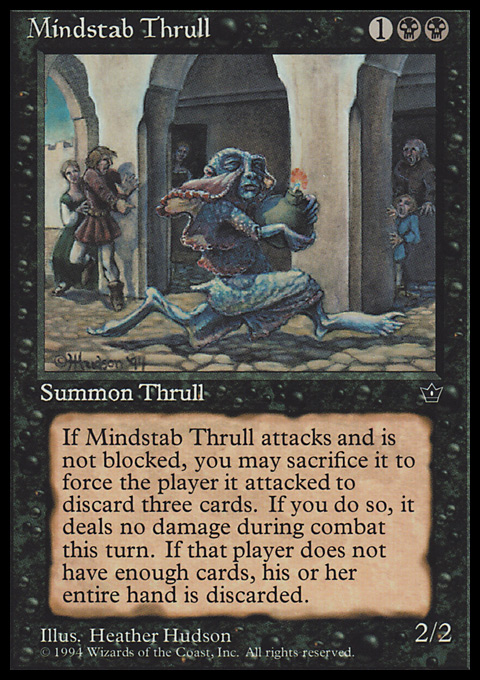 Mindstab Thrull 1
© Hudson '94
Summon Thrull
If Mindstab Thrull attacks and is
not blocked, you may sacrifice it to
force the player it attacked to
discard three cards. If you do so, it
deals no damage during combat
this turn. If that player does not
have enough cards, his or her
entire hand is discarded.
Illus. Heather Hudson 2/2
© 1994 Wizards of the Coast, Inc. All rights reserved.